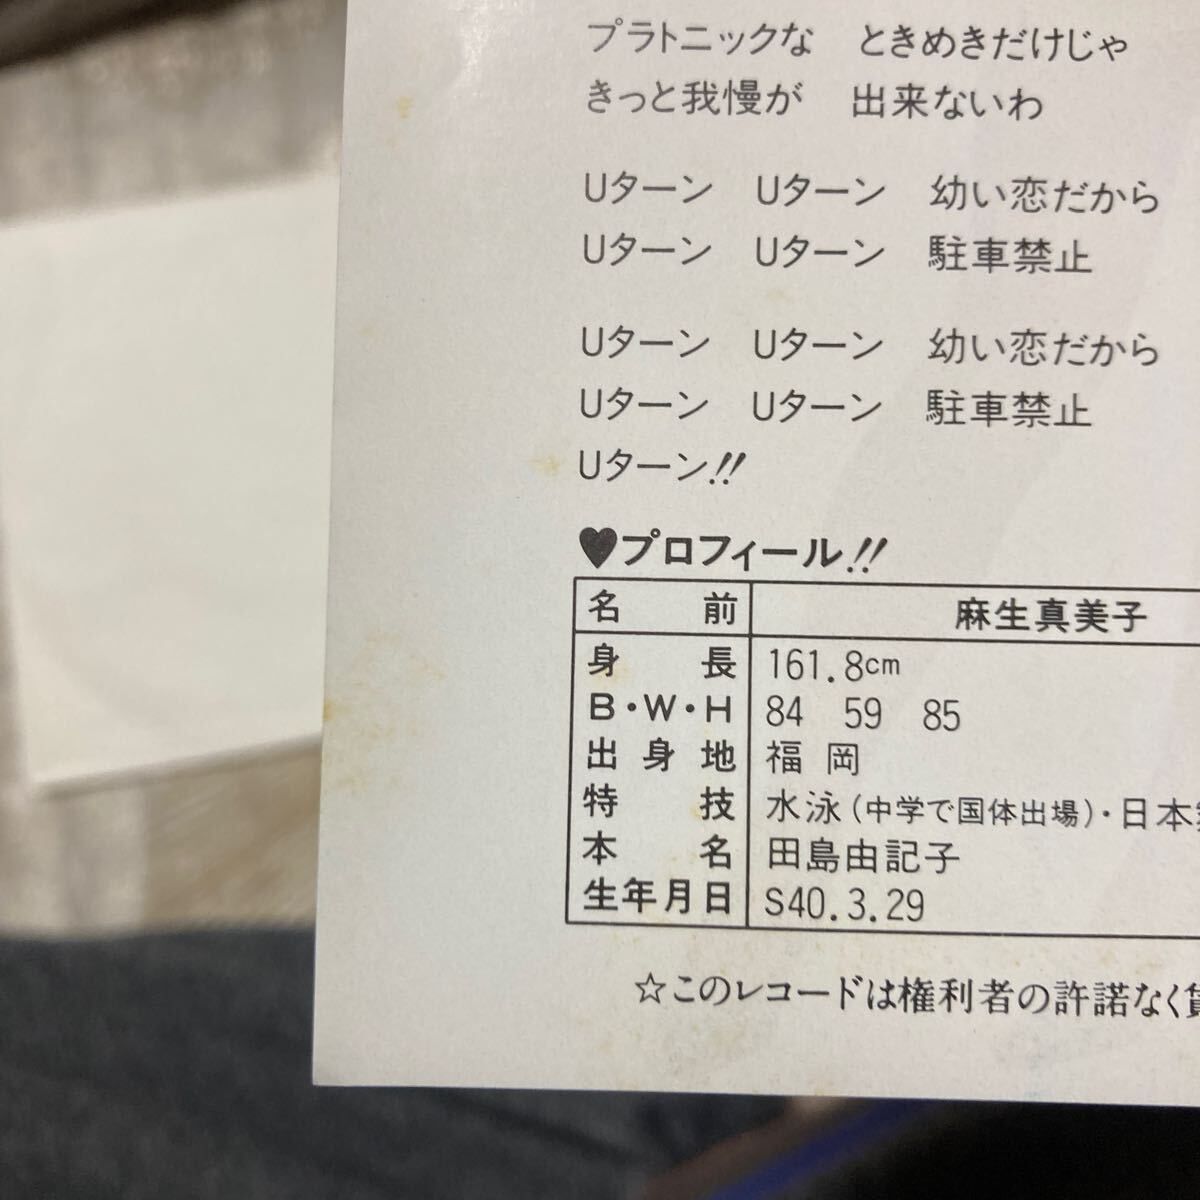 プラトニックな　ときめきだけじゃ
きっと我慢が　出来ないわ
Uターン　Uターン　幼い恋だから
Uターン　Uターン　駐車禁止
Uターン　Uターン　幼い恋だから
Uターン　Uターン　駐車禁止
Uターン!!
♥プロフィール!!
名前　麻生真美子
身長　161.8cm
B・W・H　84　59　85
出身地　福岡
特技　水泳(中学で国体出場)・日本
本名　田島由記子
生年月日　S40.3.29
☆このレコードは権利者の許諾なく